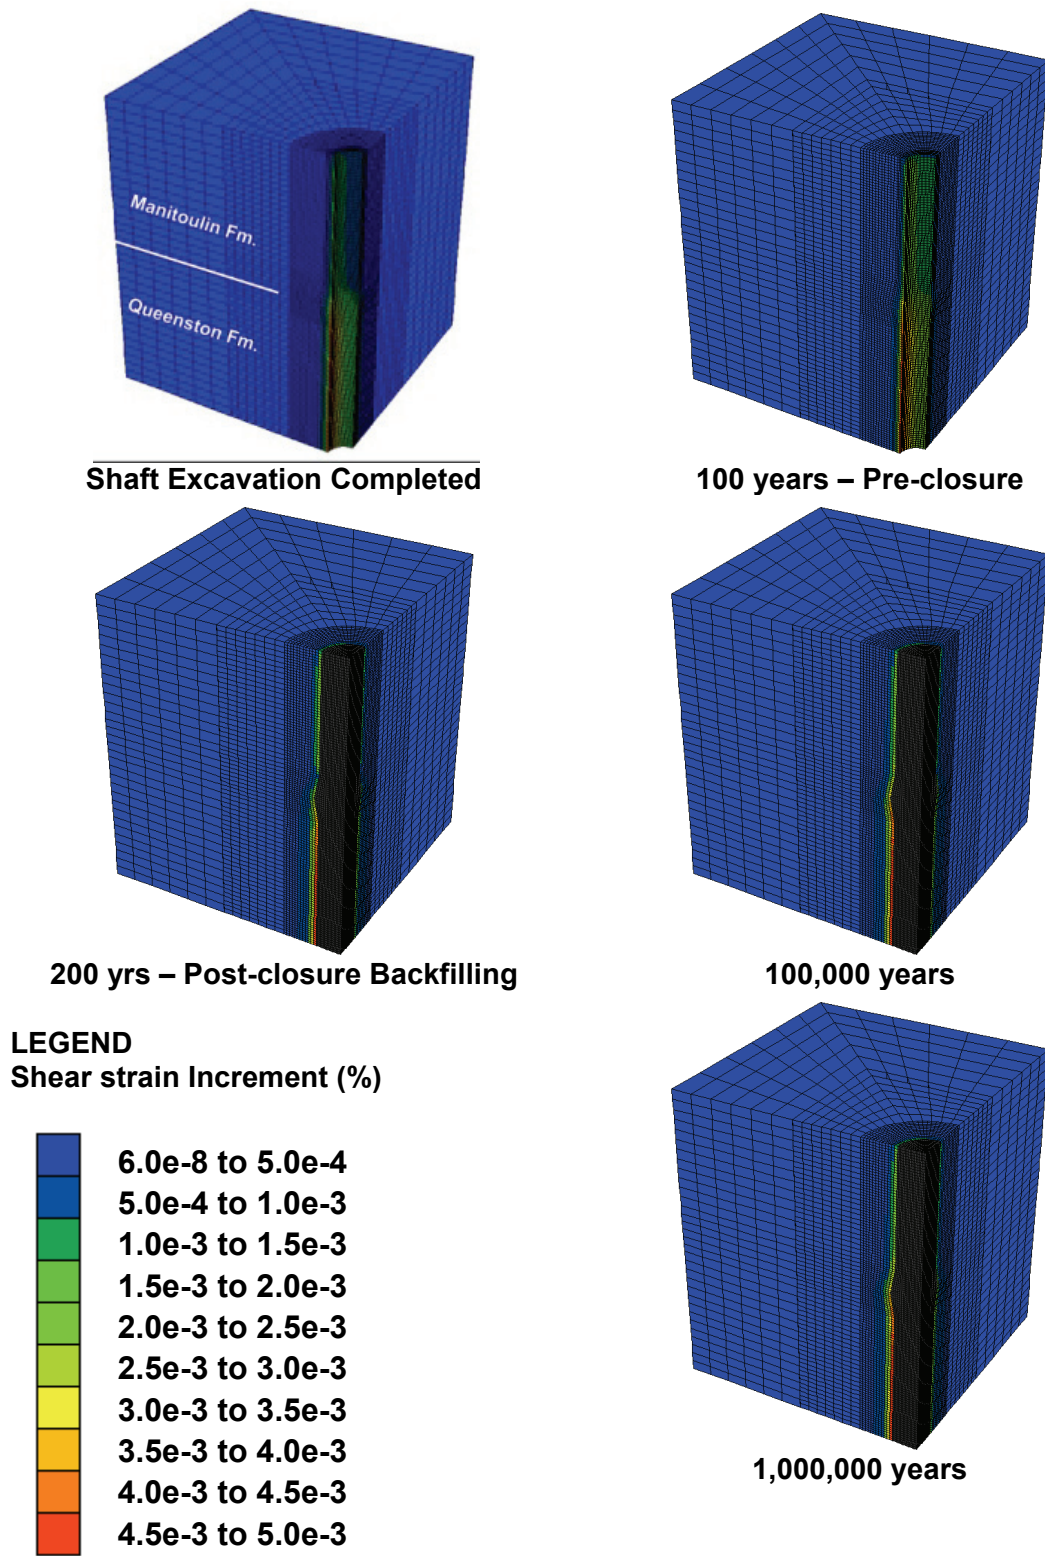 Manitoulin Fm.
Queenston Fm.
Shaft Excavation Completed
100 years – Pre-closure
200 yrs – Post-closure Backfilling
100,000 years
LEGEND
Shear strain Increment (%)
6.0e-8 to 5.0e-4
5.0e-4 to 1.0e-3
1.0e-3 to 1.5e-3
1.5e-3 to 2.0e-3
2.0e-3 to 2.5e-3
2.5e-3 to 3.0e-3
3.0e-3 to 3.5e-3
3.5e-3 to 4.0e-3
4.0e-3 to 4.5e-3
4.5e-3 to 5.0e-3
1,000,000 years